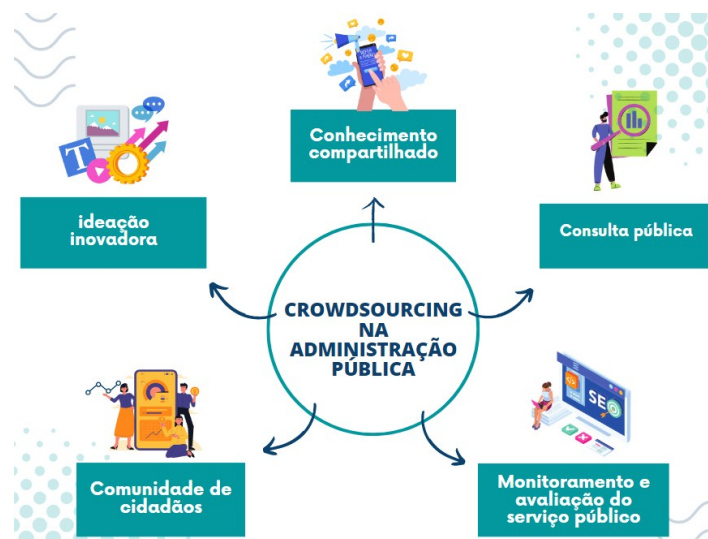 Conhecimento
compartilhado
ideação
inovadora
Consulta pública
CROWDSOURCING
NA
ADMINISTRAÇÃO
PÚBLICA
SEO
T
Comunidade de
cidadãos
Monitoramento e
avaliação do
serviço público